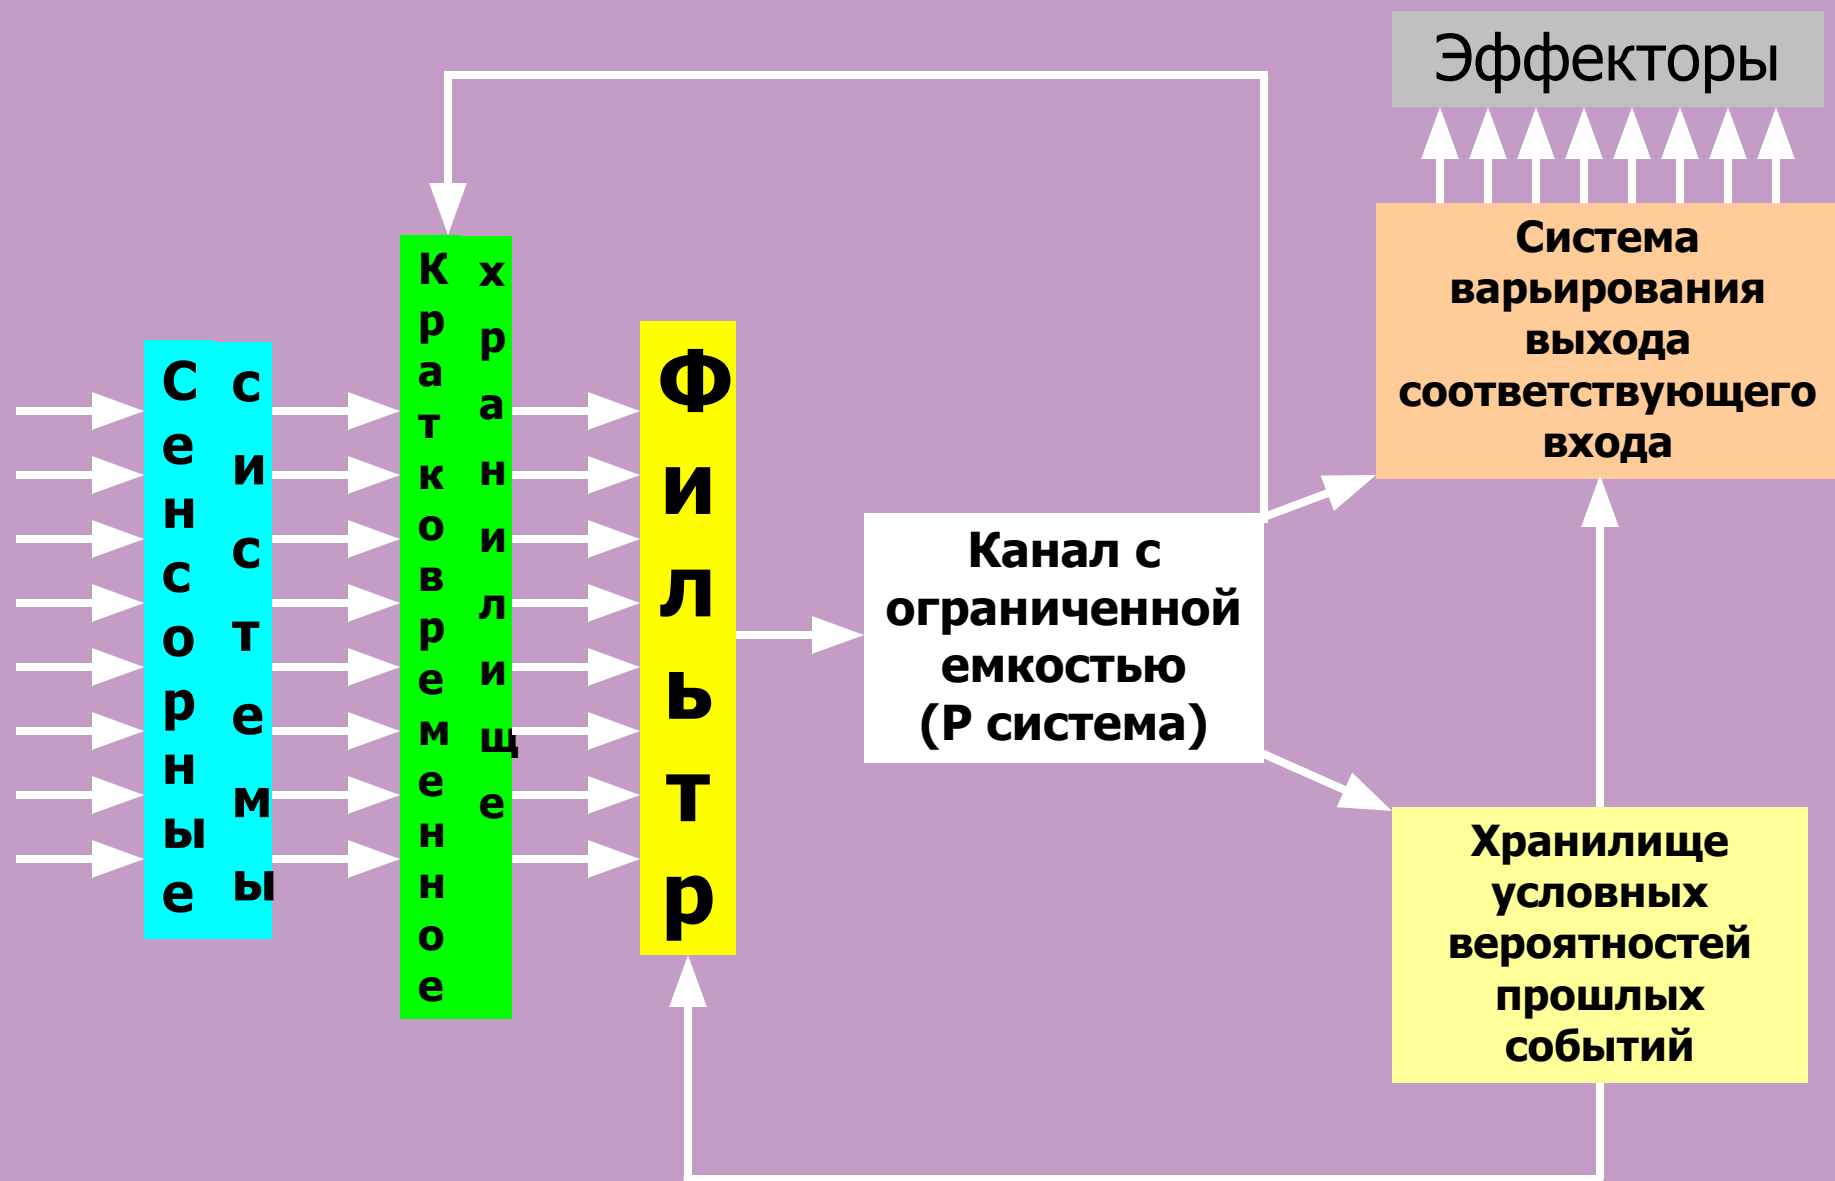 Сенсорные
системы
Кратковременное
хранилище
Фильтр
Канал с
ограниченной
емкостью
(Р система)
Эффекторы
Система
варьирования
выхода
соответствующего
входа
Хранилище
условных
вероятностей
прошлых
событий